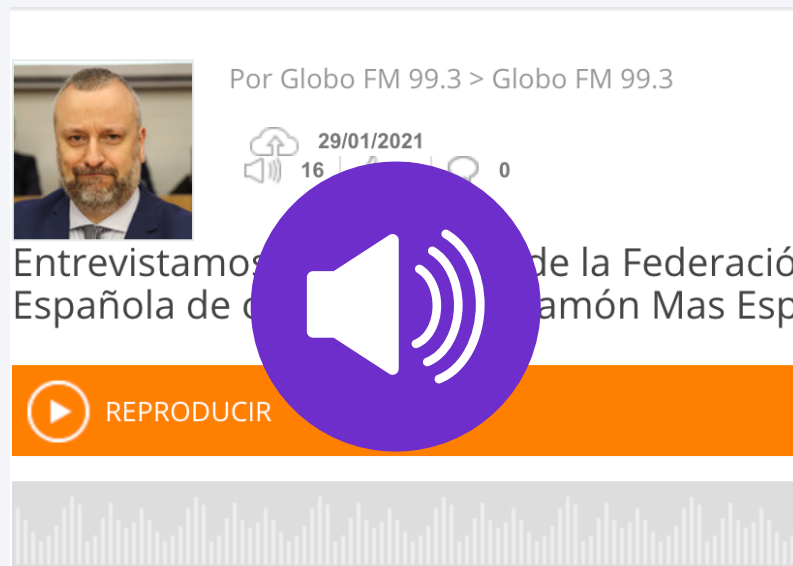 Por Globo FM 99.3 > Globo FM 99.3
29/01/2021
16 0
Entrevistamos de la Federació
Española de Mas Esp
REPRODUCIR